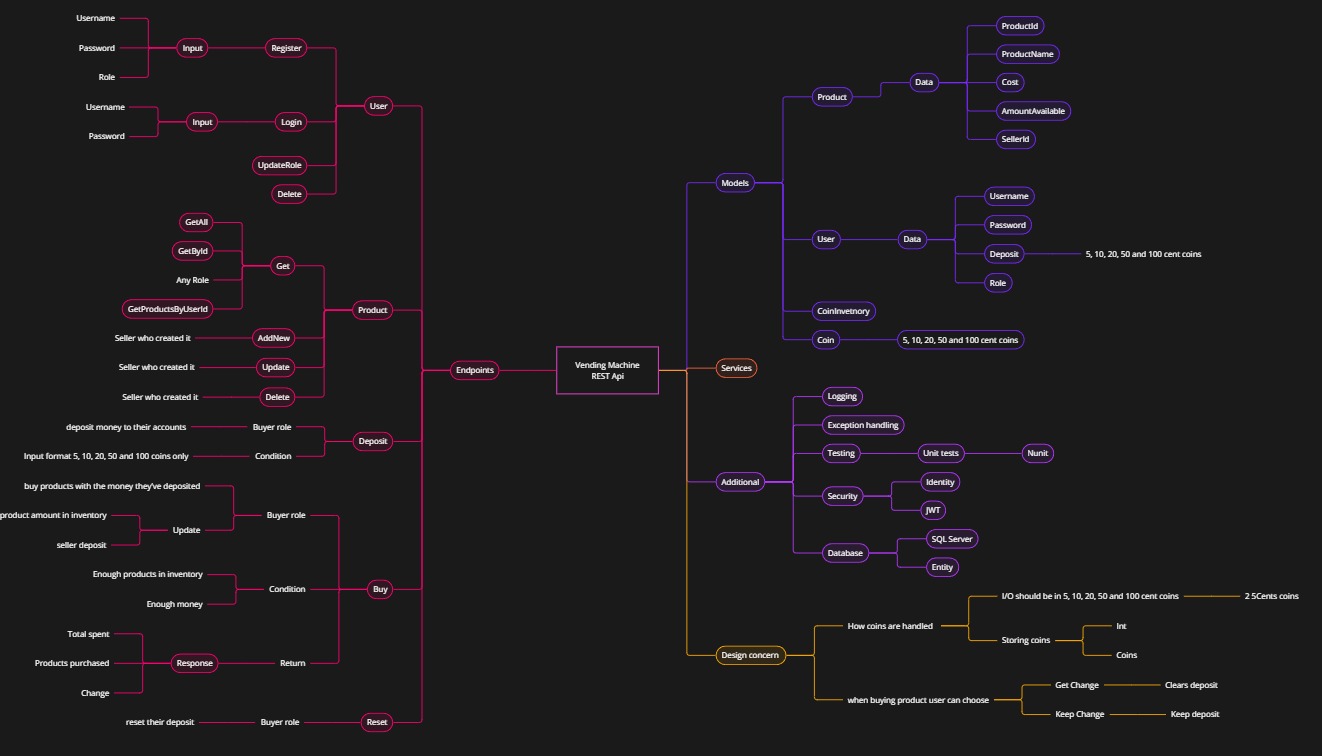 Vending Machine
REST Api
Endpoints
User
Register
Input
Username
Password
Role
Login
Input
Username
Password
UpdateRole
Delete
Product
Get
GetAll
GetById
Any Role
GetProductsByUserId
AddNew
Seller who created it
Update
Seller who created it
Delete
Seller who created it
Deposit
Buyer role
deposit money to their accounts
Condition
Input format 5, 10, 20, 50 and 100 coins only
Buy
Buyer role
buy products with the money they've deposited
Update
product amount in inventory
seller deposit
Condition
Enough products in inventory
Enough money
Return
Response
Total spent
Products purchased
Change
Reset
Buyer role
reset their deposit
Models
Product
Data
ProductId
ProductName
Cost
AmountAvailable
SellerId
User
Data
Username
Password
Deposit
5, 10, 20, 50 and 100 cent coins
Role
CoinInvetnory
Coin
5, 10, 20, 50 and 100 cent coins
Services
Additional
Logging
Exception handling
Testing
Unit tests
Nunit
Security
Identity
JWT
Database
SQL Server
Entity
Design concern
How coins are handled
I/O should be in 5, 10, 20, 50 and 100 cent coins
2 5Cents coins
Storing coins
Int
Coins
when buying product user can choose
Get Change
Clears deposit
Keep Change
Keep deposit